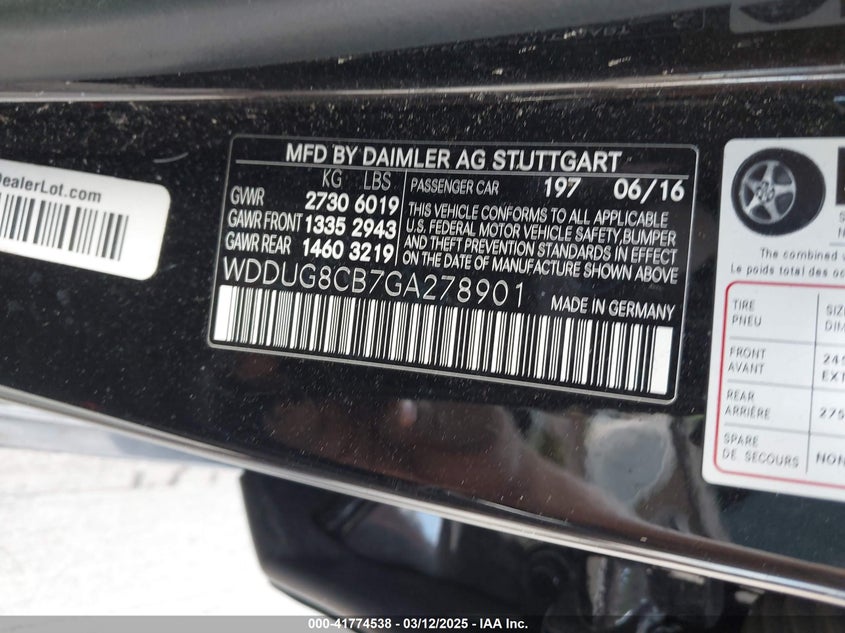 DealerLot.com
MFD BY DAIMLER AG STUTTGART
KG LBS
GVWR 2730 6019
GAWR FRONT 1335 2943
GAWR REAR 1460 3219
PASSENGER CAR 197 06/16
THIS VEHICLE CONFORMS TO ALL APPLICABLE
U.S. FEDERAL MOTOR VEHICLE SAFETY, BUMPER
AND THEFT PREVENTION STANDARDS IN EFFECT
ON THE DATE OF MANUFACTURE SHOWN ABOVE.
WDDUG8CB7GA278901
MADE IN GERMANY
The combined
Le poids
TIRE
PNEU
FRONT
AVANT
REAR
ARRIÈRE
275
SPARE
DE SECOURS
NON
000-41774538 - 03/12/2025 - IAA Inc.